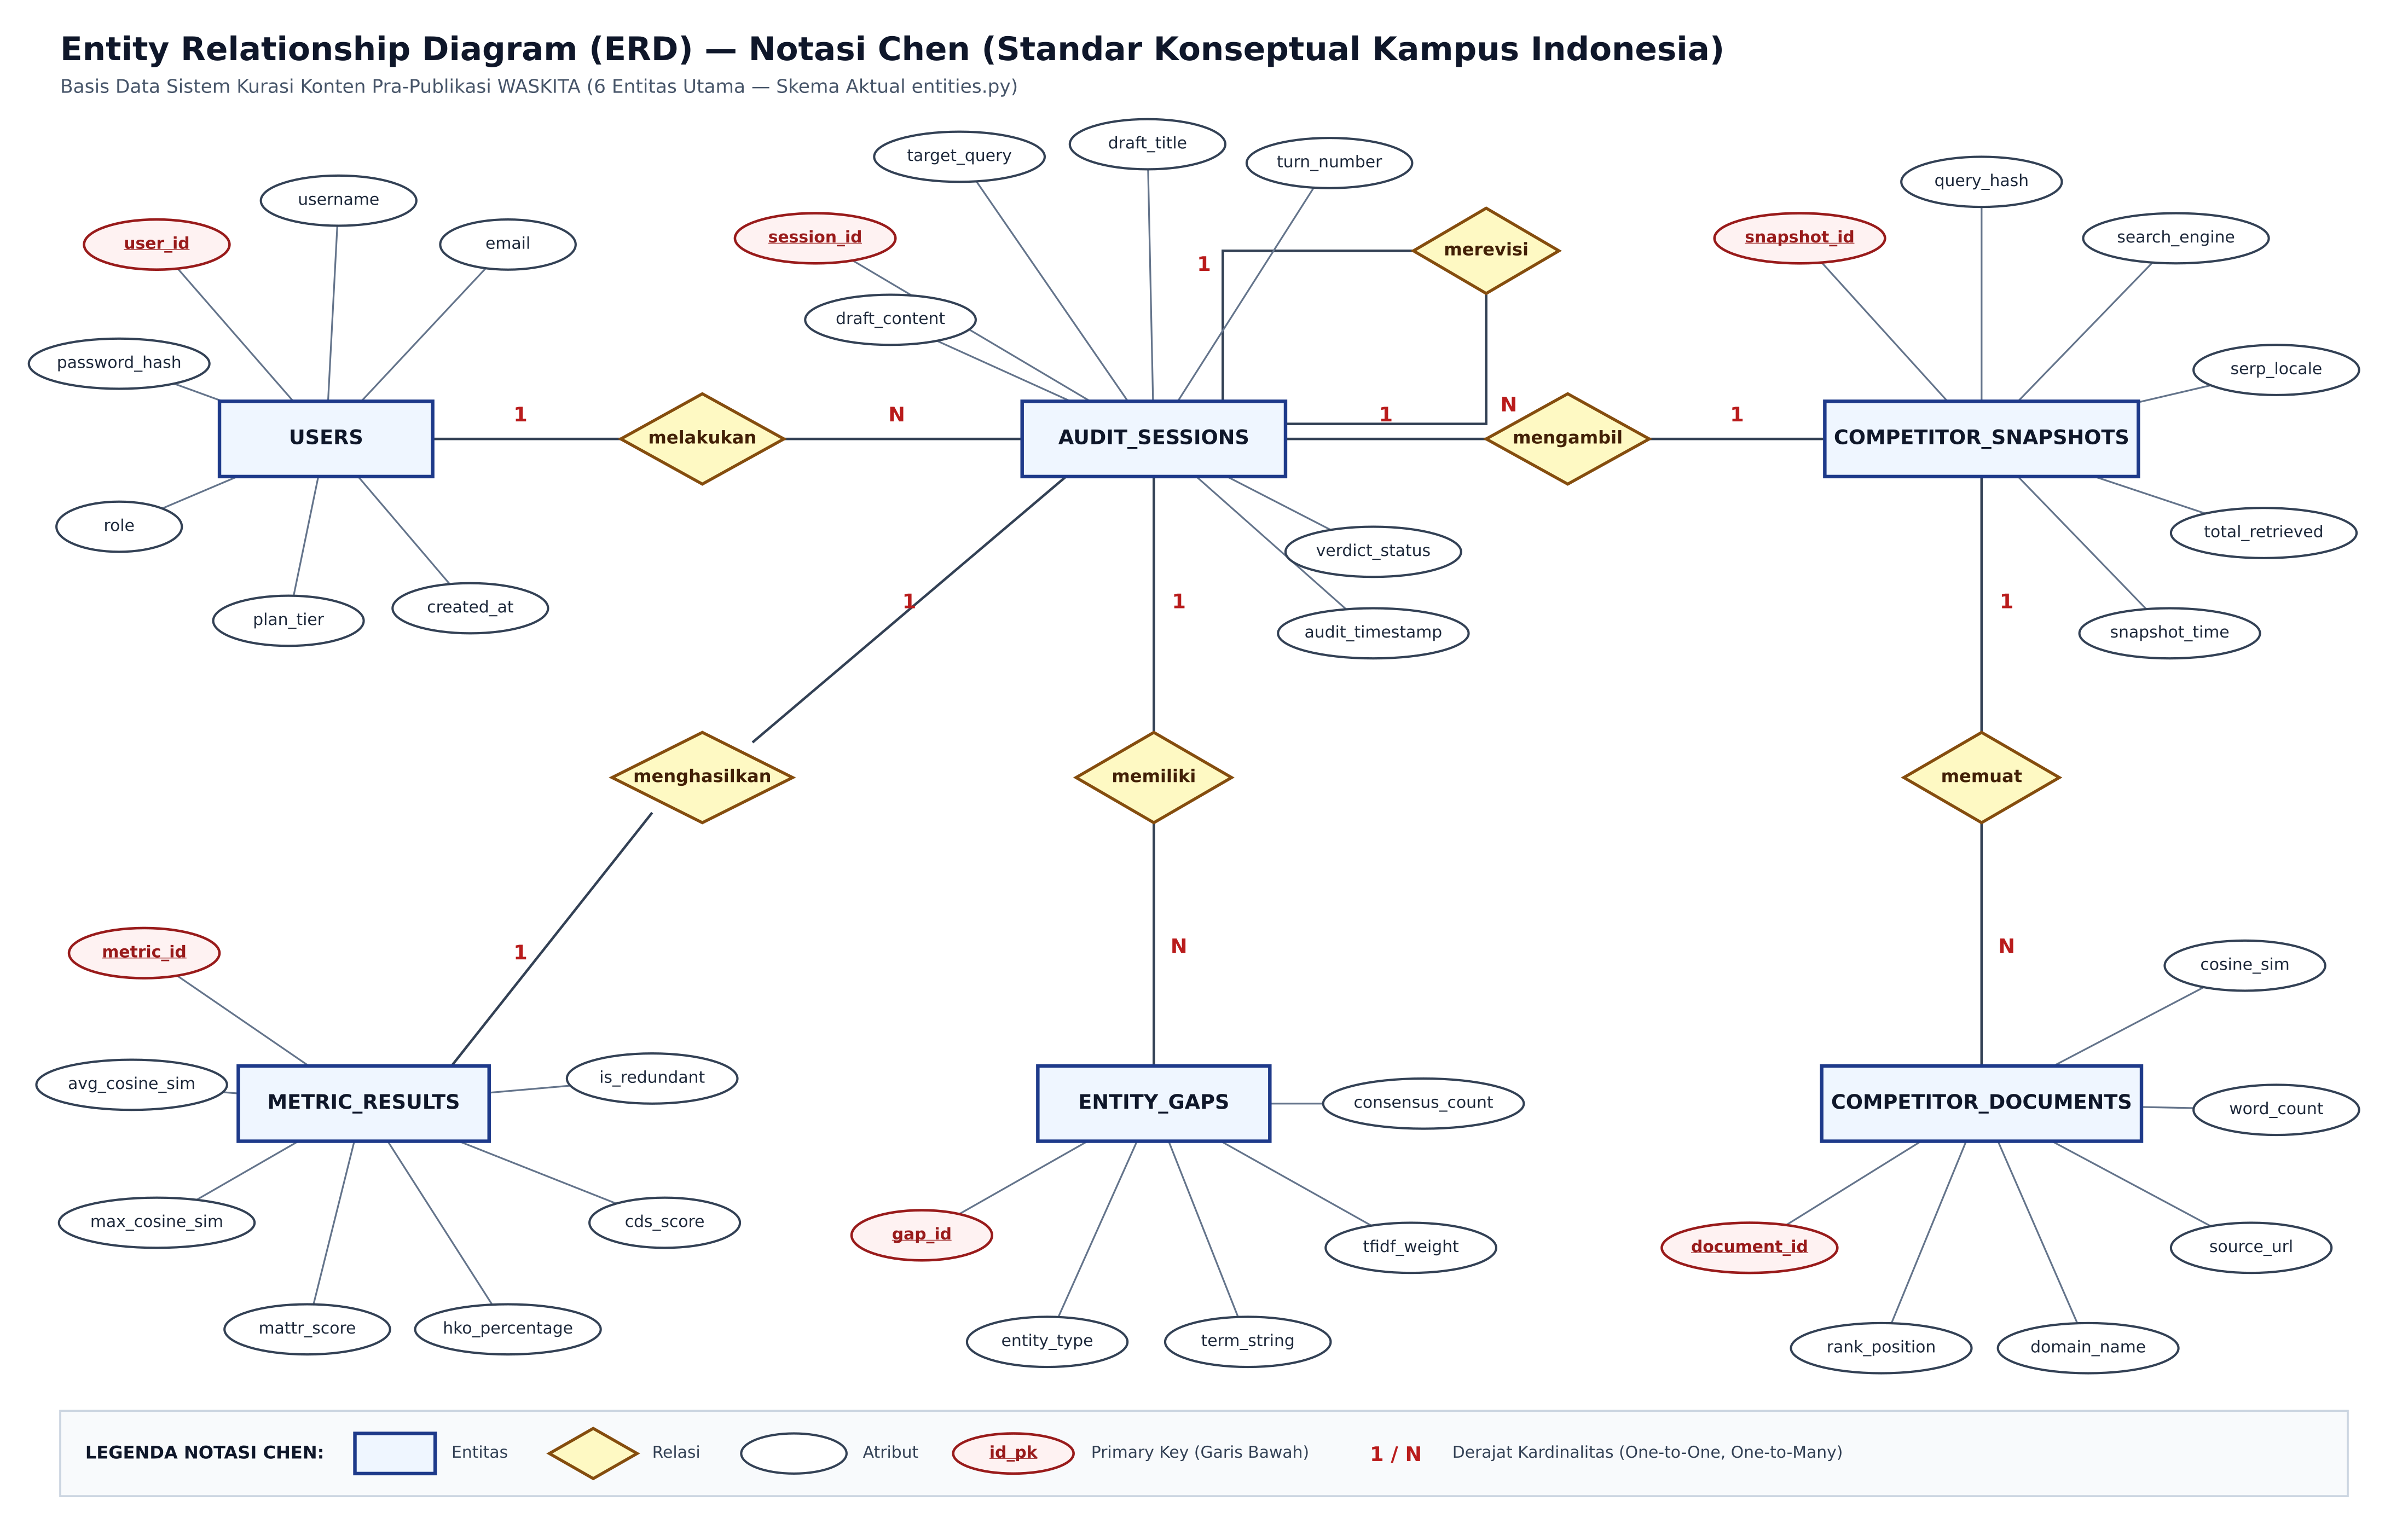 Entity Relationship Diagram (ERD) — Notasi Chen (Standar Konseptual Kampus Indonesia)
Basis Data Sistem Kurasi Konten Pra-Publikasi WASKITA (6 Entitas Utama — Skema Aktual entities.py)
user_id
username
email
password_hash
USERS
role
plan_tier
created_at
1
melakukan
N
target_query
draft_title
turn_number
session_id
draft_content
1
merevisi
N
AUDIT_SESSIONS
verdict_status
audit_timestamp
1
mengambil
1
query_hash
snapshot_id
search_engine
serp_locale
COMPETITOR_SNAPSHOTS
total_retrieved
snapshot_time
1
menghasilkan
1
1
memiliki
N
1
memuat
N
metric_id
avg_cosine_sim
METRIC_RESULTS
is_redundant
max_cosine_sim
cds_score
mattr_score
hko_percentage
ENTITY_GAPS
consensus_count
gap_id
tfidf_weight
entity_type
term_string
cosine_sim
COMPETITOR_DOCUMENTS
word_count
document_id
source_url
rank_position
domain_name
LEGENDA NOTASI CHEN:
Entitas
Relasi
Atribut
id_pk
Primary Key (Garis Bawah)
1 / N
Derajat Kardinalitas (One-to-One, One-to-Many)